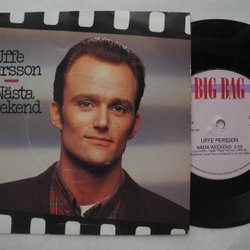 Uffe
Persson
Nästa
weekend
BIG BAG
UFFE PERSSON
NÄSTA WEEKEND